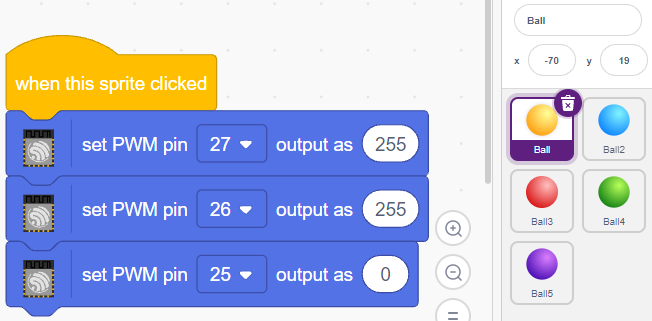 when this sprite clicked
set PWM pin 27 output as 255
set PWM pin 26 output as 255
set PWM pin 25 output as 0
Ball
x -70 y 19
Ball Ball2
Ball3 Ball4
Ball5